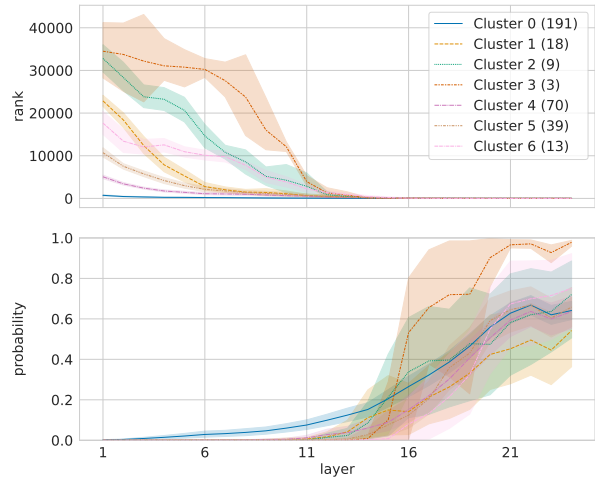 40000
30000
20000
10000
0
rank
Cluster 0 (191)
Cluster 1 (18)
Cluster 2 (9)
Cluster 3 (3)
Cluster 4 (70)
Cluster 5 (39)
Cluster 6 (13)
1.0
0.8
0.6
0.4
0.2
0.0
probability
1 6 11 16 21
layer